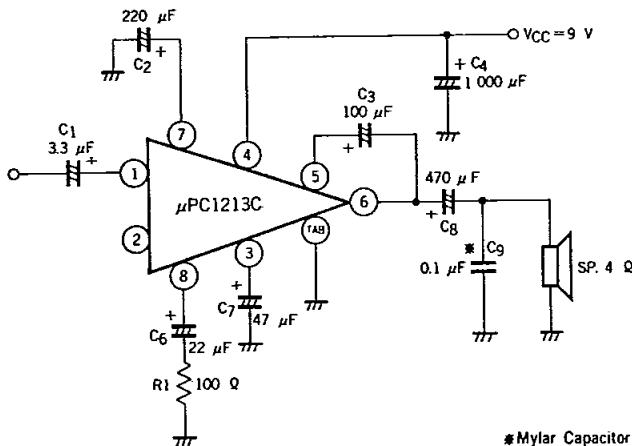 220 μF
C2
+
VCC=9 V
+ C4
1 000 μF
C3
100 μF
+
C1
3.3 μF
+
7
4
5
1
μPC1213C
6
470 μF
+
C8
2
TAB
8
3
✱
C9
0.1 μF
SP. 4 Ω
+
C6
22 μF
+
C7
47 μF
R1
100 Ω
✱Mylar Capacitor